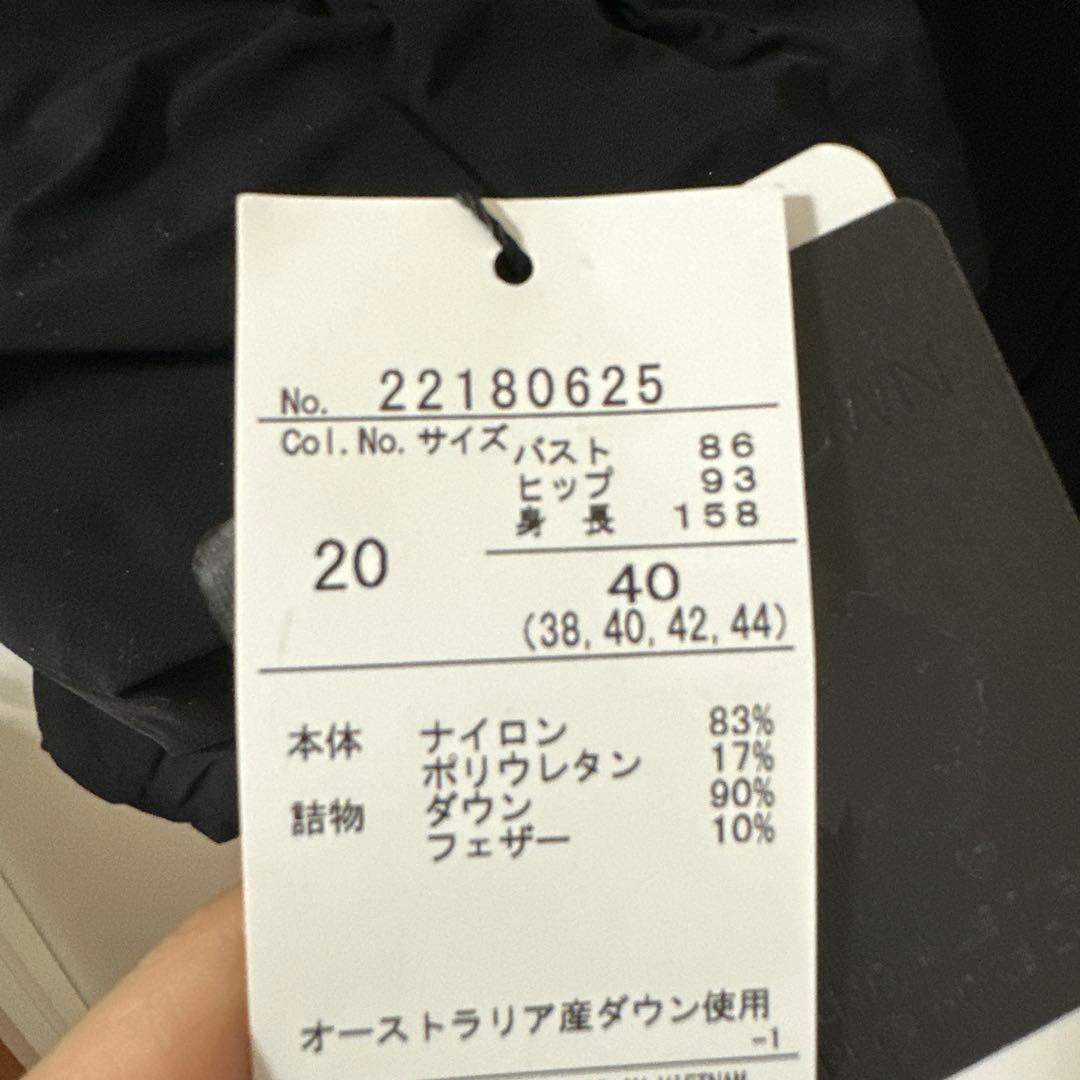 No. 22180625
Col.No. サイズ
バスト 86
ヒップ 93
身長 158
20
40
(38, 40, 42, 44)
本体 ナイロン 83%
ポリウレタン 17%
詰物 ダウン 90%
フェザー 10%
オーストラリア産ダウン使用
-1